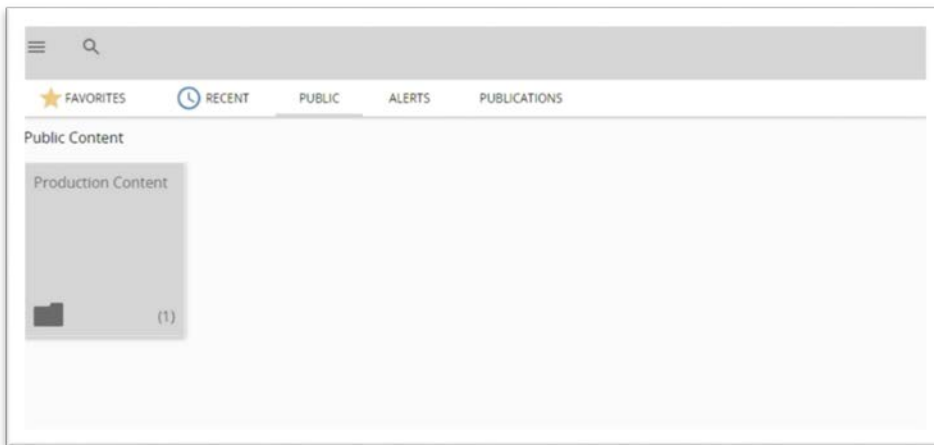 FAVORITES RECENT PUBLIC ALERTS PUBLICATIONS
Public Content
Production Content
(1)